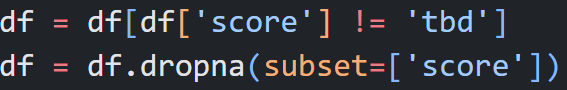 df = df[df['score'] != 'tbd']
df = df.dropna(subset=['score'])